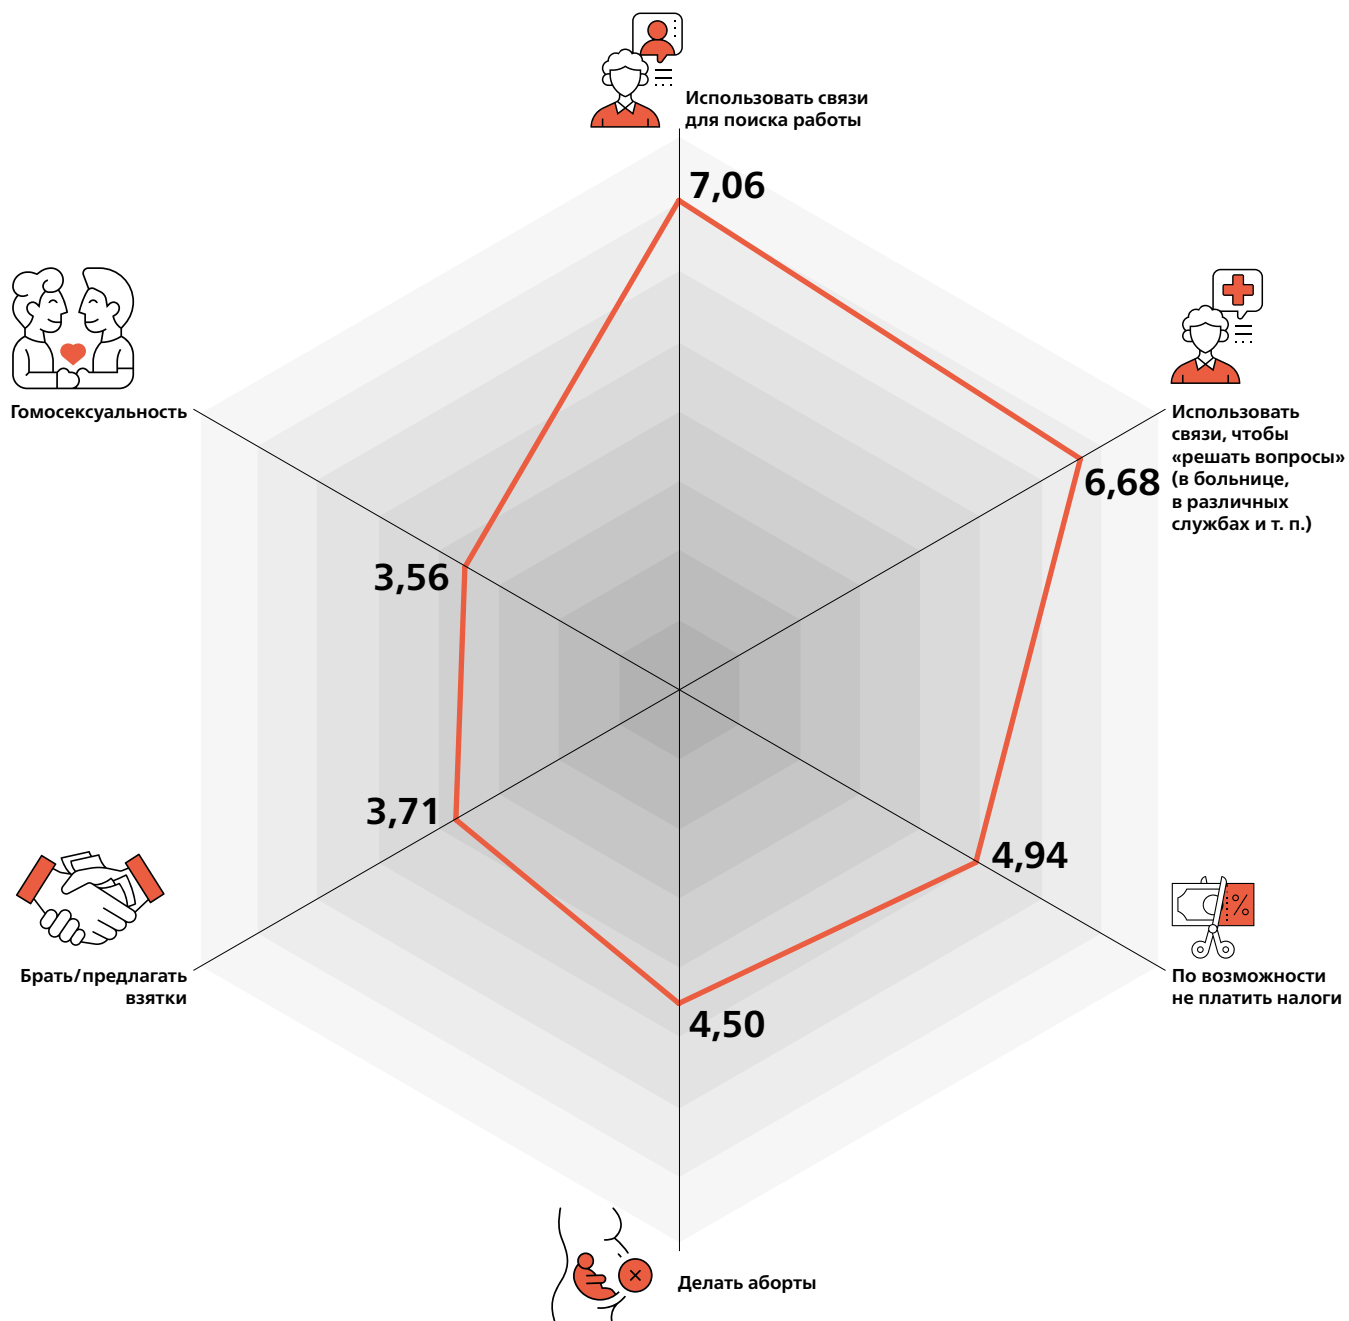 Использовать связи
для поиска работы
7,06
Гомосексуальность
Использовать
связи, чтобы
«решать вопросы»
(в больнице,
в различных
службах и т. п.)
6,68
3,56
3,71
4,94
%
Брать/предлагать
взятки
По возможности
не платить налоги
4,50
Делать аборты